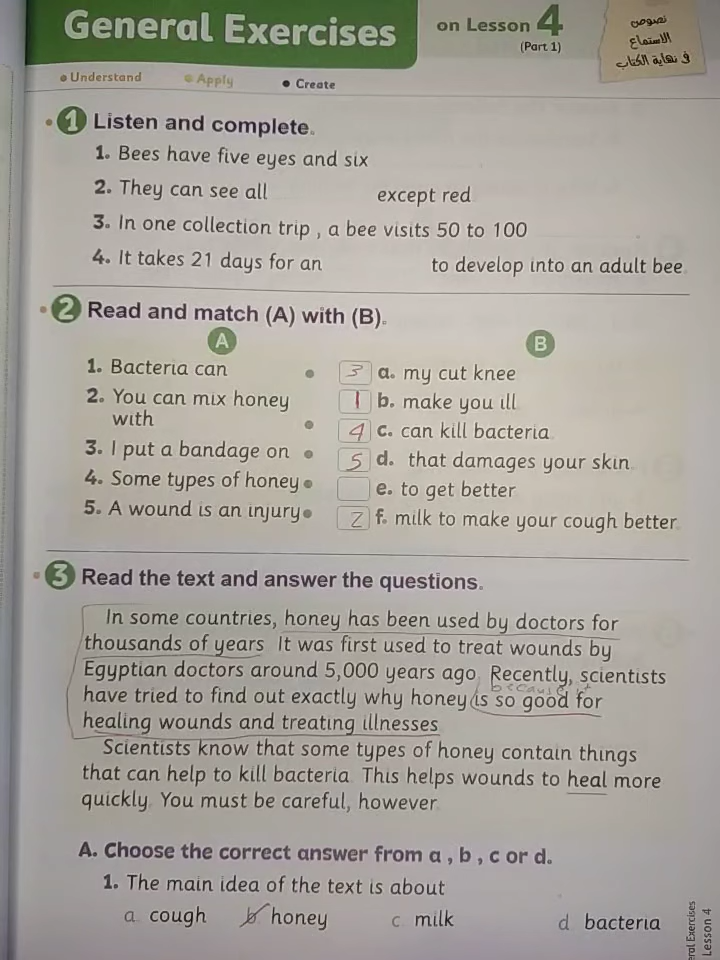 General Exercises
on Lesson 4
(Part 1)
نصوص
الاستماع
فى نهاية الكتاب
Understand Apply Create
1 Listen and complete.
1. Bees have five eyes and six
2. They can see all except red
3. In one collection trip , a bee visits 50 to 100
4. It takes 21 days for an to develop into an adult bee.
2 Read and match (A) with (B).
A B
1. Bacteria can 3 a. my cut knee
2. You can mix honey 1 b. make you ill
with 4 c. can kill bacteria
3. I put a bandage on 5 d. that damages your skin
4. Some types of honey e. to get better
5. A wound is an injury 2 f. milk to make your cough better
3 Read the text and answer the questions.
In some countries, honey has been used by doctors for
thousands of years It was first used to treat wounds by
Egyptian doctors around 5,000 years ago Recently, scientists
because it
have tried to find out exactly why honey is so good for
healing wounds and treating illnesses
Scientists know that some types of honey contain things
that can help to kill bacteria This helps wounds to heal more
quickly You must be careful, however
A. Choose the correct answer from a , b , c or d.
1. The main idea of the text is about
a cough b honey c milk d bacteria
eral Exercises
Lesson 4